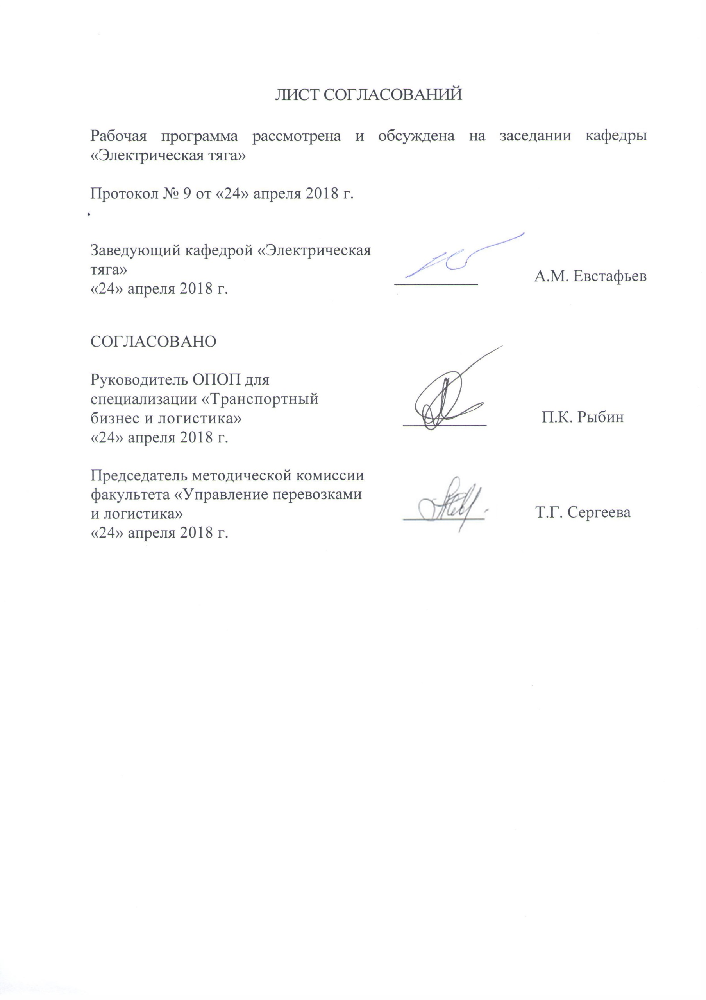 ЛИСТ СОГЛАСОВАНИЙ
Рабочая программа рассмотрена и обсуждена на заседании кафедры
«Электрическая тяга»
Протокол № 9 от «24» апреля 2018 г.
Заведующий кафедрой «Электрическая
тяга»
А.М. Евстафьев
«24» апреля 2018 г.
СОГЛАСОВАНО
Руководитель ОПОП для
специализации «Транспортный
бизнес и логистика»
П.К. Рыбин
«24» апреля 2018 г.
Председатель методической комиссии
факультета «Управление перевозками
и логистика»
Т.Г. Сергеева
«24» апреля 2018 г.